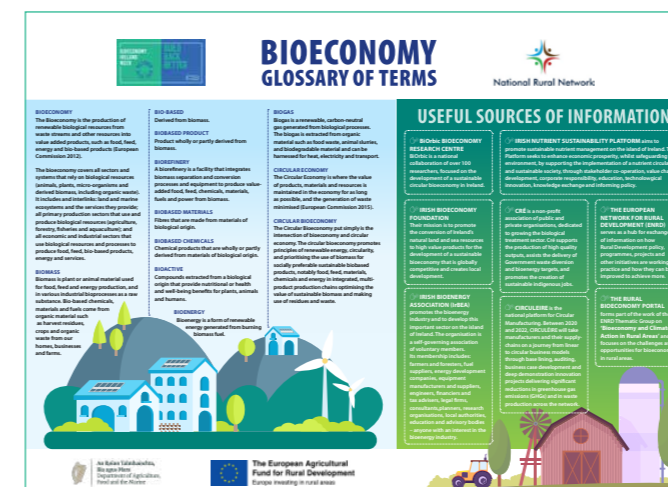 BIOECONOMY
IRELAND
WEEK
BUILD
BACK
BETTER
BIOECONOMY
GLOSSARY OF TERMS
National Rural Network
BIOECONOMY
The Bioeconomy is the production of
renewable biological resources from
waste streams and other resources into
value added products, such as food, feed,
energy and bio-based products (European
Commission 2012).
The bioeconomy covers all sectors and
systems that rely on biological resources
(animals, plants, micro-organisms and
derived biomass, including organic waste).
It includes and interlinks: land and marine
ecosystems and the services they provide;
all primary production sectors that use and
produce biological resources (agriculture,
forestry, fisheries and aquaculture); and
all economic and industrial sectors that
use biological resources and processes to
produce food, feed, bio-based products,
energy and services.
BIOMASS
Biomass is plant or animal material used
for food, feed and energy production, and
in various industrial bioprocesses as a raw
substance. Bio-based chemicals,
materials and fuels come from
organic material such
as harvest residues,
crops and organic
waste from our
homes, businesses
and farms.
BIO-BASED
Derived from biomass.
BIOBASED PRODUCT
Product wholly or partly derived from
biomass.
BIOREFINERY
A biorefinery is a facility that integrates
biomass separation and conversion
processes and equipment to produce value-
added food, feed, chemicals, materials,
fuels and power from biomass.
BIOBASED MATERIALS
Fibres that are made from materials of
biological origin.
BIOBASED CHEMICALS
Chemical products that are wholly or partly
derived from materials of biological origin.
BIOACTIVE
Compounds extracted from a biological
origin that provide nutritional or health
and well-being benefits for plants, animals
and humans.
BIOENERGY
Bioenergy is a form of renewable
energy generated from burning
biomass fuel.
BIOGAS
Biogas is a renewable, carbon-neutral
gas generated from biological processes.
The biogas is extracted from organic
material such as food waste, animal slurries,
and biodegradable material and can be
harnessed for heat, electricity and transport.
CIRCULAR ECONOMY
The Circular Economy is where the value
of products, materials and resources is
maintained in the economy for as long
as possible, and the generation of waste
minimised (European Commission 2015).
CIRCULAR BIOECONOMY
The Circular Bioeconomy put simply is the
intersection of bioeconomy and circular
economy. The circular bioeconomy promotes
principles of renewable energy, circularity,
and prioritising the use of biomass for
socially preferable sustainable biobased
products, notably food, feed, materials,
chemicals and energy in integrated, multi-
product production chains optimising the
value of sustainable biomass and making
use of residues and waste.
USEFUL SOURCES OF INFORMATION
BIOrbic BIOECONOMY
RESEARCH CENTRE
BiOrbic is a national
collaboration of over 100
researchers, focused on the
development of a sustainable
circular bioeconomy in Ireland.
IRISH BIOECONOMY
FOUNDATION
Their mission is to promote
the conversion of Ireland's
natural land and sea resources
to high value products for the
development of a sustainable
bioeconomy that is globally
competitive and creates local
development.
IRISH BIOENERGY
ASSOCIATION (IrBEA)
promotes the bioenergy
industry and to develop this
important sector on the island
of Ireland. The organisation is
a self-governing association
of voluntary members.
Its membership includes:
farmers and foresters, fuel
suppliers, energy development
companies, equipment
manufacturers and suppliers,
engineers, financiers and
tax advisers, legal firms,
consultants, planners, research
organisations, local authorities,
education and advisory bodies
– anyone with an interest in the
bioenergy industry.
IRISH NUTRIENT SUSTAINABILITY PLATFORM aims to
promote sustainable nutrient management on the island of Ireland.
Platform seeks to enhance economic prosperity, whilst safeguarding
environment, by supporting the implementation of a nutrient circular
and sustainable society, through stakeholder co-operation, value chain
development, corporate responsibility, education, technological
innovation, knowledge exchange and informing policy.
CRÉ is a non-profit
association of public and
private organisations, dedicated
to growing the biological
treatment sector. Cré supports
the production of high quality
outputs, assists the delivery of
Government waste diversion
and bioenergy targets, and
promotes the creation of
sustainable indigenous jobs.
CIRCULEIRE is the
national platform for Circular
Manufacturing. Between 2020
and 2022, CIRCULEIRE will take
manufacturers and their supply-
chains on a journey from linear
to circular business models
through base lining, auditing,
business case development and
deep demonstration innovation
projects delivering significant
reductions in greenhouse gas
emissions (GHGs) and in waste
production across the network.
THE EUROPEAN
NETWORK FOR RURAL
DEVELOPMENT (ENRD)
serves as a hub for exchange
of information on how
Rural Development policy,
programmes, projects and
other initiatives are working in
practice and how they can be
improved to achieve more.
THE RURAL
BIOECONOMY PORTAL
forms part of the work of the
ENRD Thematic Group on
'Bioeconomy and Climate
Action in Rural Areas' and
focuses on the challenges and
opportunities for bioeconomy
in rural areas.
An Roinn Talmhaíochta,
Bia agus Mara
Department of Agriculture,
Food and the Marine
The European Agricultural
Fund for Rural Development
Europe investing in rural areas